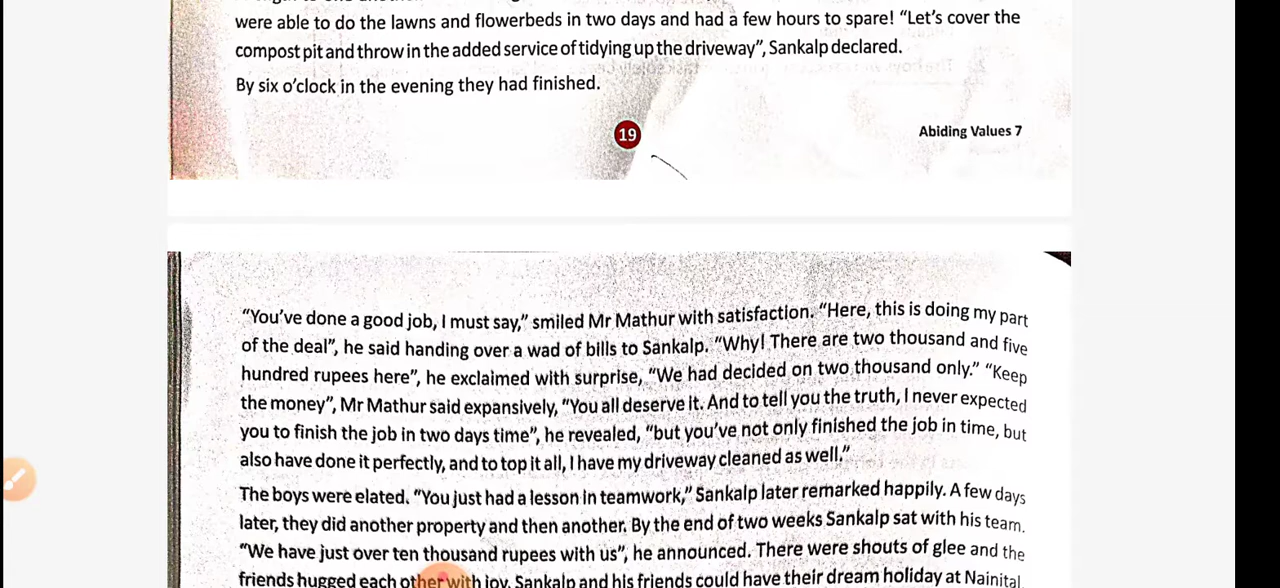 were able to do the lawns and flowerbeds in two days and had a few hours to spare! “Let’s cover the
compost pit and throw in the added service of tidying up the driveway”, Sankalp declared.
By six o’clock in the evening they had finished.
19
Abiding Values 7
“You’ve done a good job, I must say,” smiled Mr Mathur with satisfaction. “Here, this is doing my part
of the deal”, he said handing over a wad of bills to Sankalp. “Why! There are two thousand and five
hundred rupees here”, he exclaimed with surprise, “We had decided on two thousand only.” “Keep
the money”, Mr Mathur said expansively, “You all deserve it. And to tell you the truth, I never expected
you to finish the job in two days time”, he revealed, “but you’ve not only finished the job in time, but
also have done it perfectly, and to top it all, I have my driveway cleaned as well.”
The boys were elated. “You just had a lesson in teamwork,” Sankalp later remarked happily. A few days
later, they did another property and then another. By the end of two weeks Sankalp sat with his team.
“We have just over ten thousand rupees with us”, he announced. There were shouts of glee and the
friends hugged each other with joy. Sankalp and his friends could have their dream holiday at Nainital